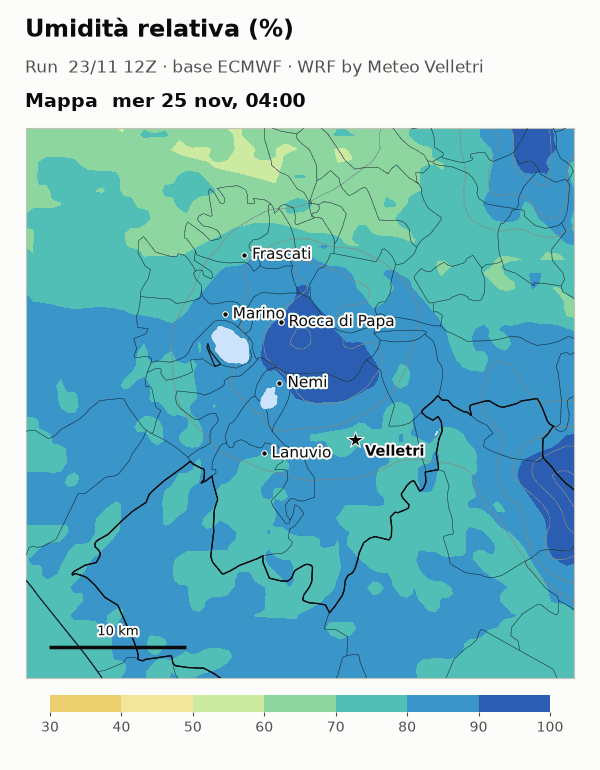 Umidità relativa (%)
Run  23/11 12Z · base ECMWF · WRF by Meteo Velletri
Mappa  mer 25 nov, 04:00
Frascati
Marino
Rocca di Papa
Nemi
Velletri
Lanuvio
10 km
30 40 50 60 70 80 90 100